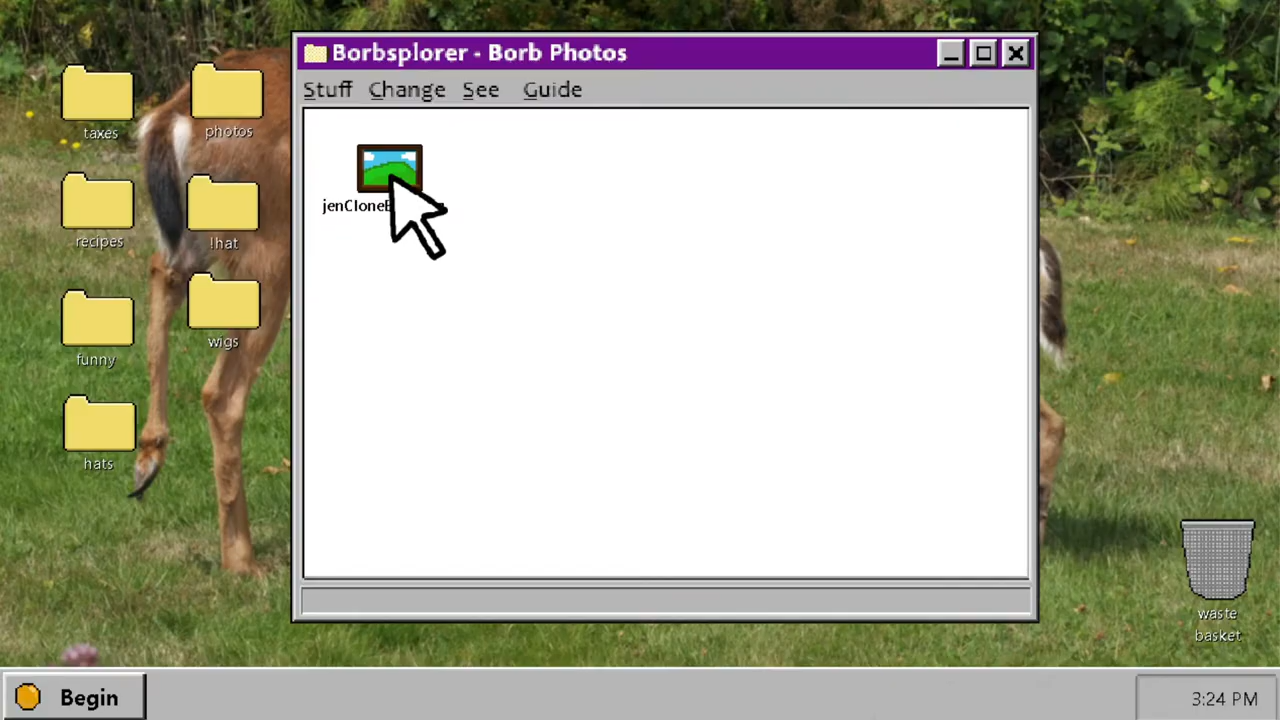 Borbsplorer - Borb Photos
Stuff Change See Guide
taxes
photos
recipes
!hat
funny
wigs
hats
waste
basket
Begin
3:24 PM